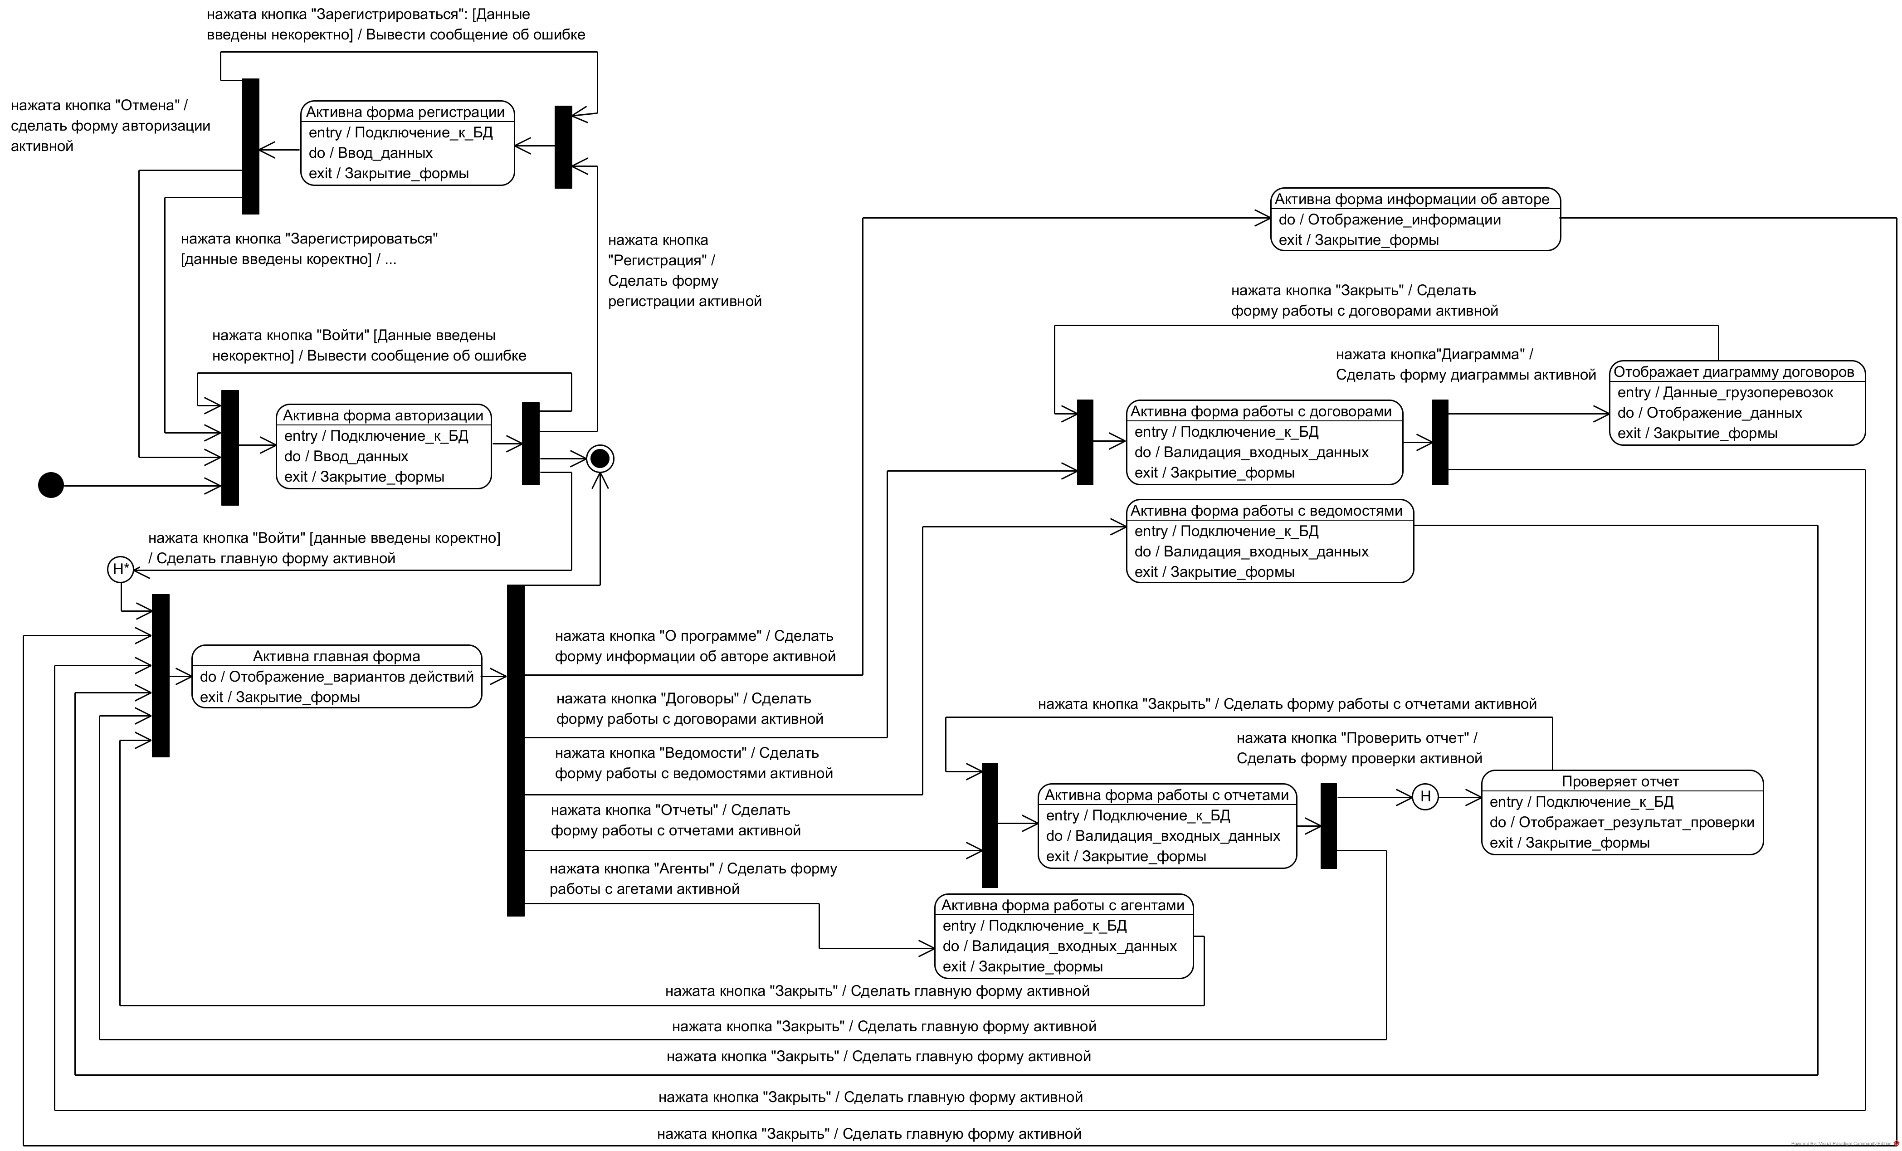 нажата кнопка "Зарегистрироваться": [Данные
введены некоректно] / Вывести сообщение об ошибке
нажата кнопка "Отмена" /
сделать форму авторизации
активной
Активна форма регистрации
entry / Подключение_к_БД
do / Ввод_данных
exit / Закрытие_формы
нажата кнопка "Зарегистрироваться"
[данные введены коректно] / ...
нажата кнопка
"Регистрация" /
Сделать форму
регистрации активной
Активна форма информации об авторе
do / Отображение_информации
exit / Закрытие_формы
нажата кнопка "Закрыть" / Сделать
форму работы с договорами активной
нажата кнопка "Войти" [Данные введены
некоректно] / Вывести сообщение об ошибке
нажата кнопка"Диаграмма" /
Сделать форму диаграммы активной
Отображает диаграмму договоров
entry / Данные_грузоперевозок
do / Отображение_данных
exit / Закрытие_формы
Активна форма авторизации
entry / Подключение_к_БД
do / Ввод_данных
exit / Закрытие_формы
Активна форма работы с договорами
entry / Подключение_к_БД
do / Валидация_входных_данных
exit / Закрытие_формы
Активна форма работы с ведомостями
entry / Подключение_к_БД
do / Валидация_входных_данных
exit / Закрытие_формы
нажата кнопка "Войти" [данные введены коректно]
/ Сделать главную форму активной
H*
Активна главная форма
do / Отображение_вариантов действий
exit / Закрытие_формы
нажата кнопка "О программе" / Сделать
форму информации об авторе активной
нажата кнопка "Договоры" / Сделать
форму работы с договорами активной
нажата кнопка "Ведомости" / Сделать
форму работы с ведомостями активной
нажата кнопка "Отчеты" / Сделать
форму работы с отчетами активной
нажата кнопка "Агенты" / Сделать форму
работы с агетами активной
нажата кнопка "Закрыть" / Сделать форму работы с отчетами активной
нажата кнопка "Проверить отчет" /
Сделать форму проверки активной
Активна форма работы с отчетами
entry / Подключение_к_БД
do / Валидация_входных_данных
exit / Закрытие_формы
H
Проверяет отчет
entry / Подключение_к_БД
do / Отображает_результат_проверки
exit / Закрытие_формы
Активна форма работы с агентами
entry / Подключение_к_БД
do / Валидация_входных_данных
exit / Закрытие_формы
нажата кнопка "Закрыть" / Сделать главную форму активной
нажата кнопка "Закрыть" / Сделать главную форму активной
нажата кнопка "Закрыть" / Сделать главную форму активной
нажата кнопка "Закрыть" / Сделать главную форму активной
нажата кнопка "Закрыть" / Сделать главную форму активной